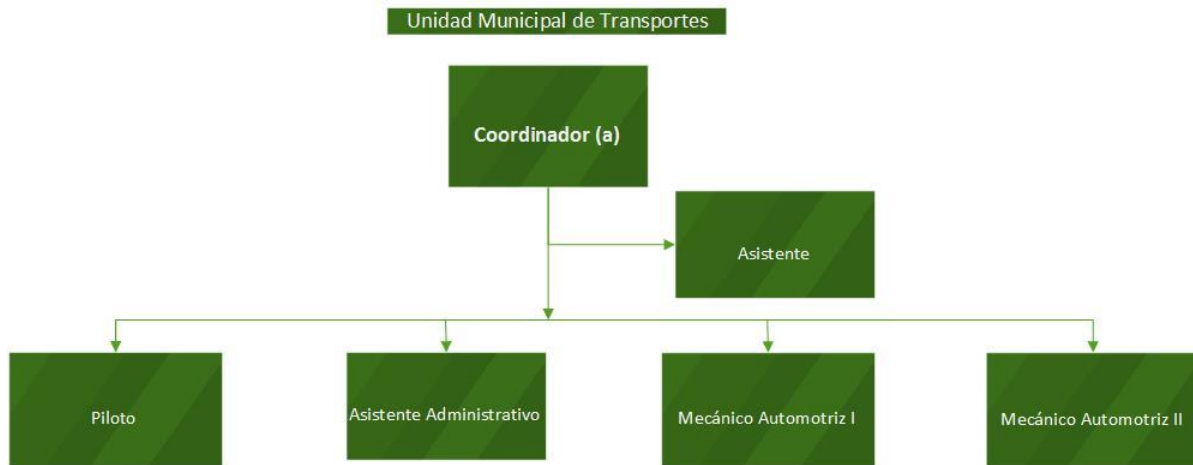 Unidad Municipal de Transportes
Coordinador (a)
Asistente
Piloto
Asistente Administrativo
Mecánico Automotriz I
Mecánico Automotriz II